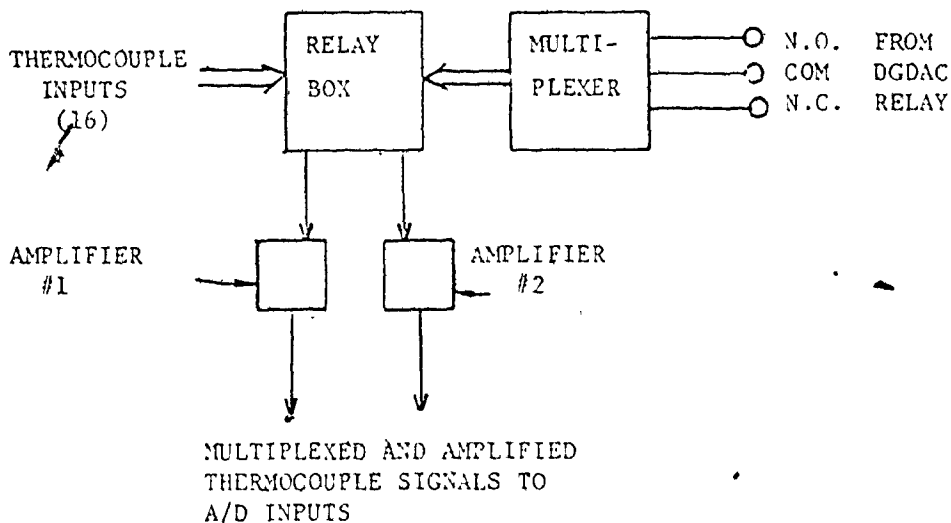 THERMOCOUPLE
INPUTS
(16)
RELAY
BOX
MULTI-
PLEXER
N.O. FROM
COM DGDAC
N.C. RELAY
AMPLIFIER
#1
AMPLIFIER
#2
MULTIPLEXED AND AMPLIFIED
THERMOCOUPLE SIGNALS TO
A/D INPUTS